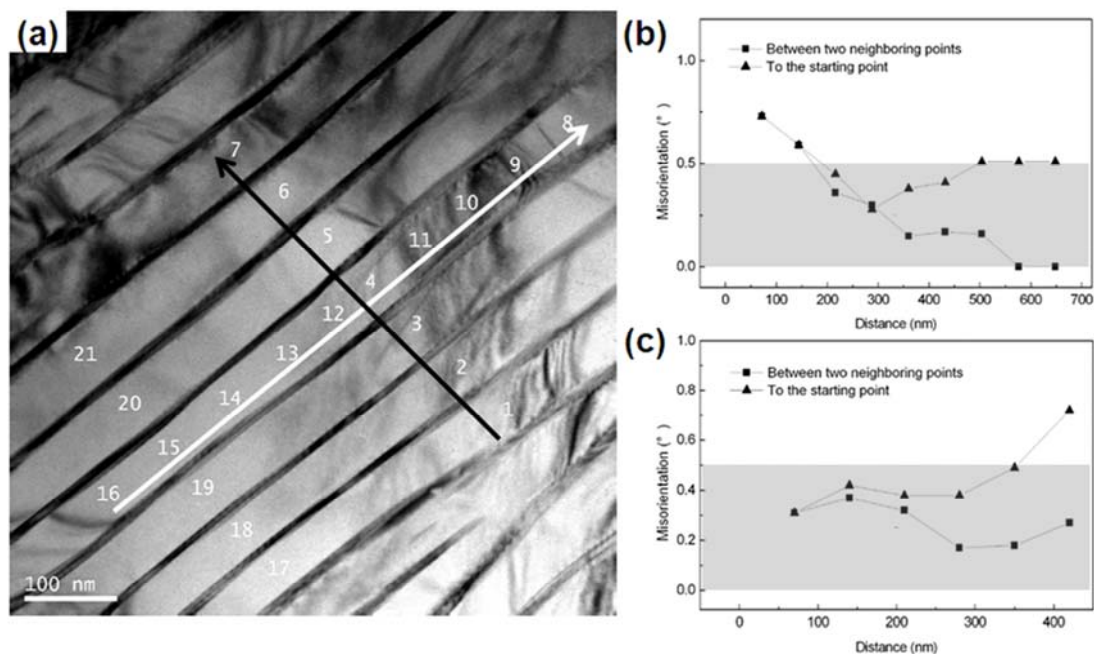 (a)
7
8
6
9
10
5
11
4
12
3
13
2
21
14
1
20
15
16
19
18
17
100 nm
(b)
Between two neighboring points
To the starting point
Misorientation (°)
1.0
0.5
0.0
0 100 200 300 400 500 600 700
Distance (nm)
(c)
Between two neighboring points
To the starting point
Misorientation (°)
1.0
0.8
0.6
0.4
0.2
0.0
0 100 200 300 400
Distance (nm)